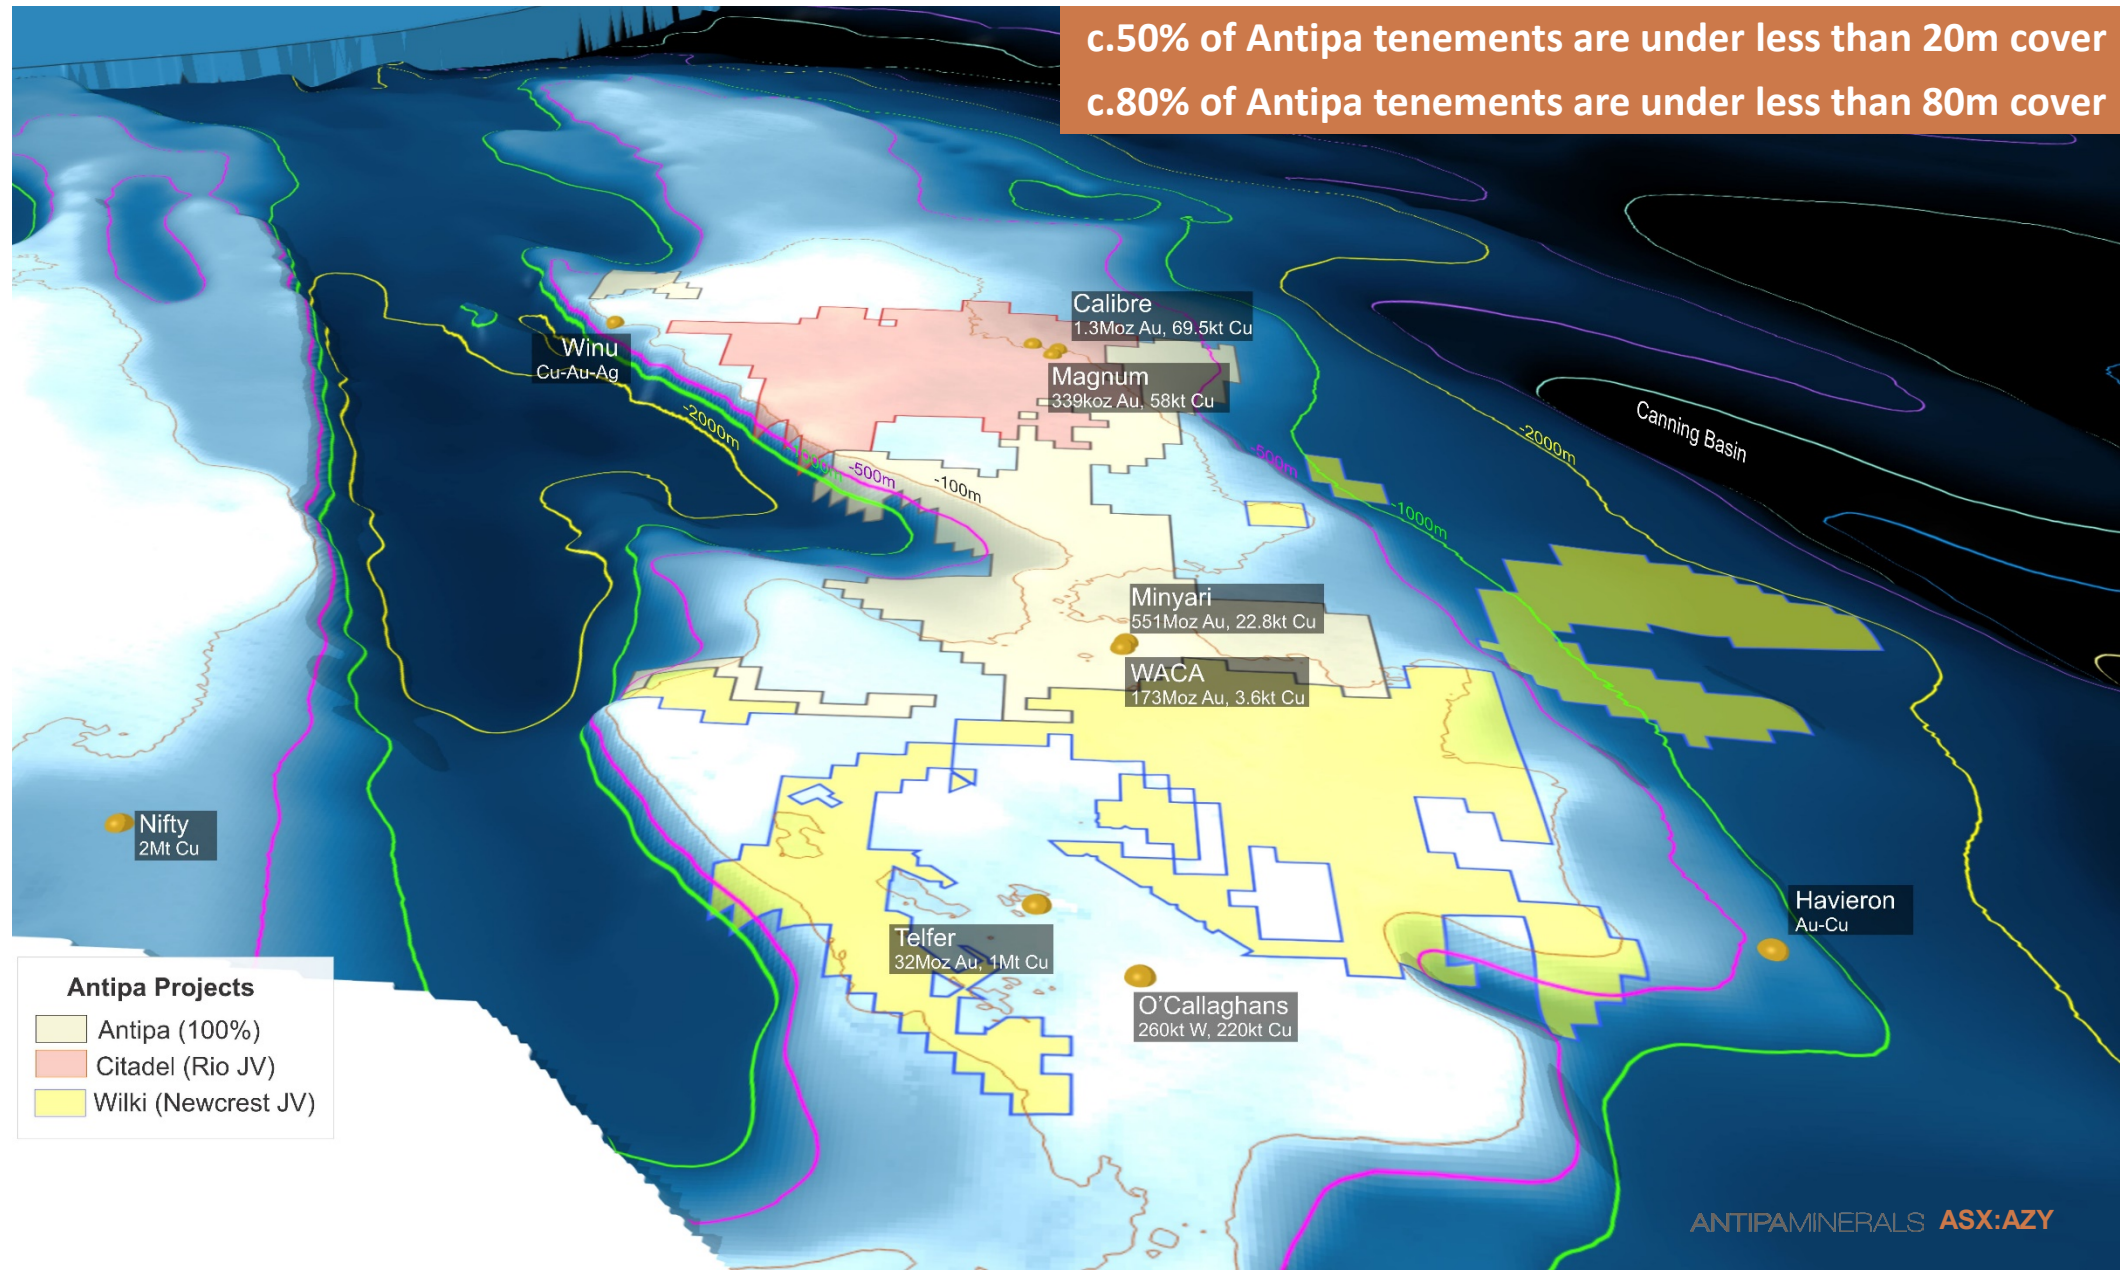 c.50% of Antipa tenements are under less than 20m cover
c.80% of Antipa tenements are under less than 80m cover
Calibre
1.3Moz Au, 69.5kt Cu
Winu
Cu-Au-Ag
Magnum
339koz Au, 58kt Cu
-2000m
-500m
-100m
-500m
-1000m
-2000m
Canning Basin
Minyari
551Moz Au, 22.8kt Cu
WACA
173Moz Au, 3.6kt Cu
Nifty
2Mt Cu
Havieron
Au-Cu
Telfer
32Moz Au, 1Mt Cu
O'Callaghans
260kt W, 220kt Cu
Antipa Projects
Antipa (100%)
Citadel (Rio JV)
Wilki (Newcrest JV)
ANTIPAMINERALS ASX:AZY